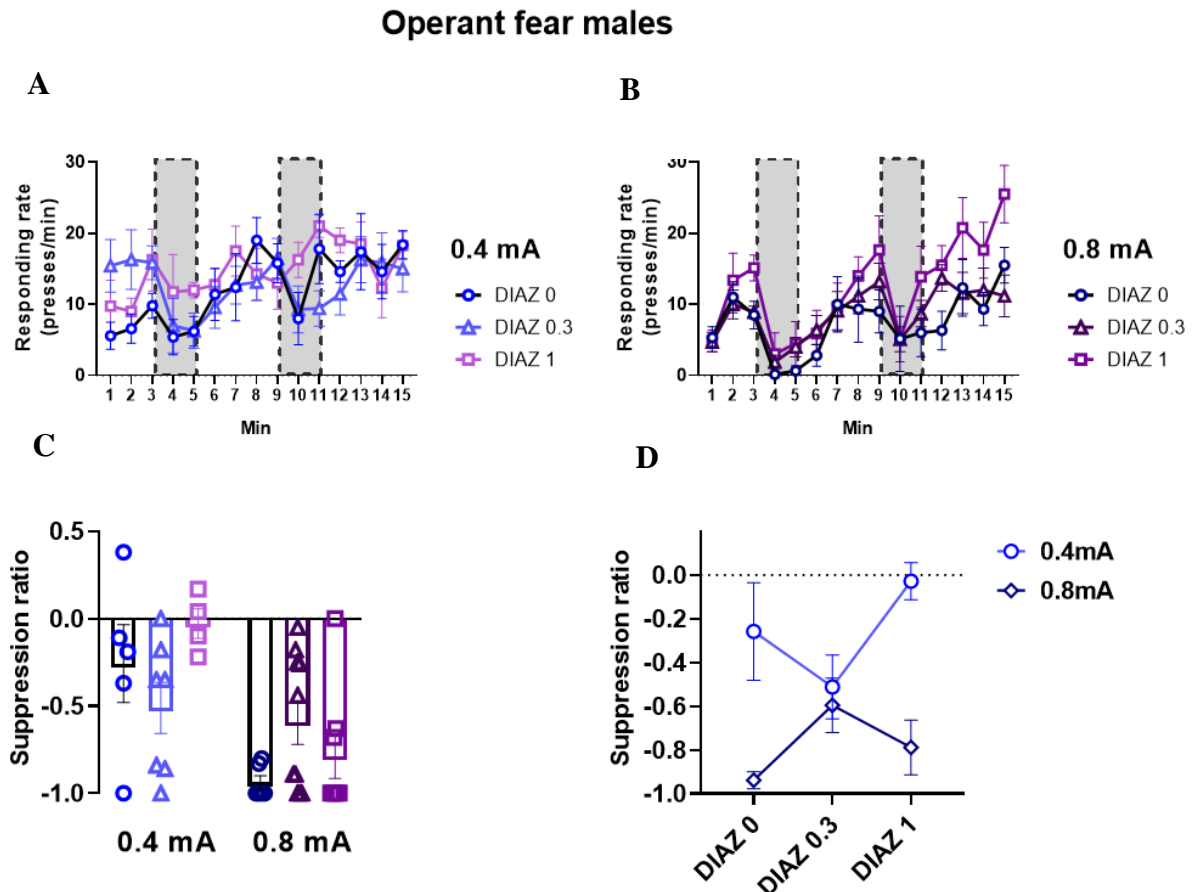 Operant fear males
A
B
30
20
10
0
Responding rate
(presses/min)
1 2 3 4 5 6 7 8 9 10 11 12 13 14 15
Min
0.4 mA
DIAZ 0
DIAZ 0.3
DIAZ 1
30
20
10
0
Responding rate
(presses/min)
1 2 3 4 5 6 7 8 9 10 11 12 13 14 15
Min
0.8 mA
DIAZ 0
DIAZ 0.3
DIAZ 1
C
D
0.5
0.0
-0.5
-1.0
Suppression ratio
0.4 mA 0.8 mA
0.0
-0.2
-0.4
-0.6
-0.8
-1.0
Suppression ratio
DIAZ 0
DIAZ 0.3
DIAZ 1
0.4mA
0.8mA